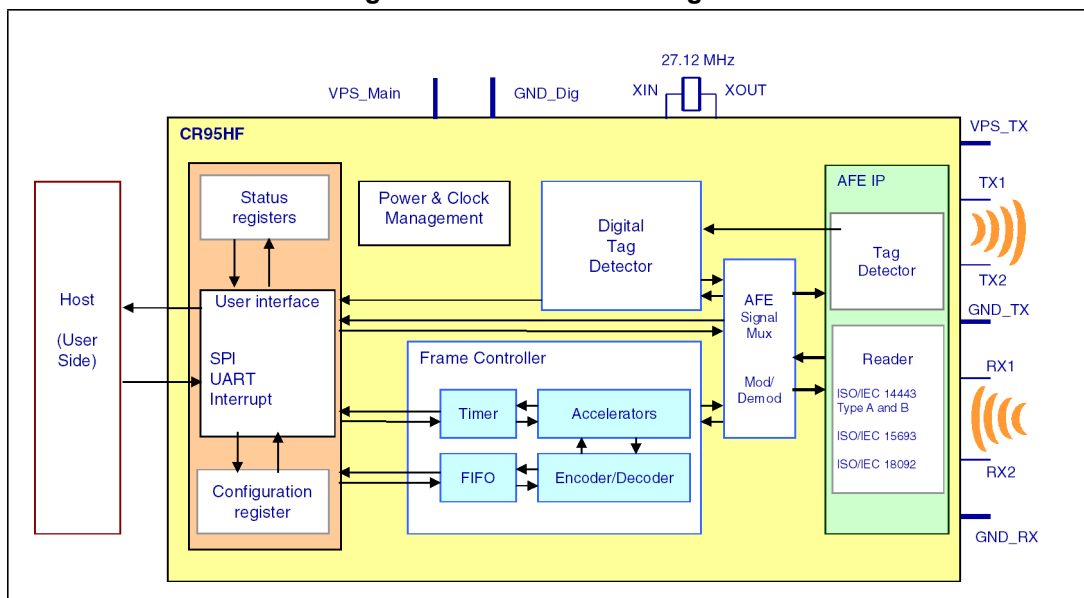 27.12 MHz
VPS_Main
GND_Dig
XIN
XOUT
CR95HF
VPS_TX
Host
(User
Side)
Status
registers
User interface
SPI
UART
Interrupt
Configuration
register
Power & Clock
Management
Digital
Tag
Detector
Frame Controller
Timer
Accelerators
FIFO
Encoder/Decoder
AFE
Signal
Mux
Mod/
Demod
AFE IP
Tag
Detector
Reader
ISO/IEC 14443
Type A and B
ISO/IEC 15693
ISO/IEC 18092
TX1
TX2
GND_TX
RX1
RX2
GND_RX